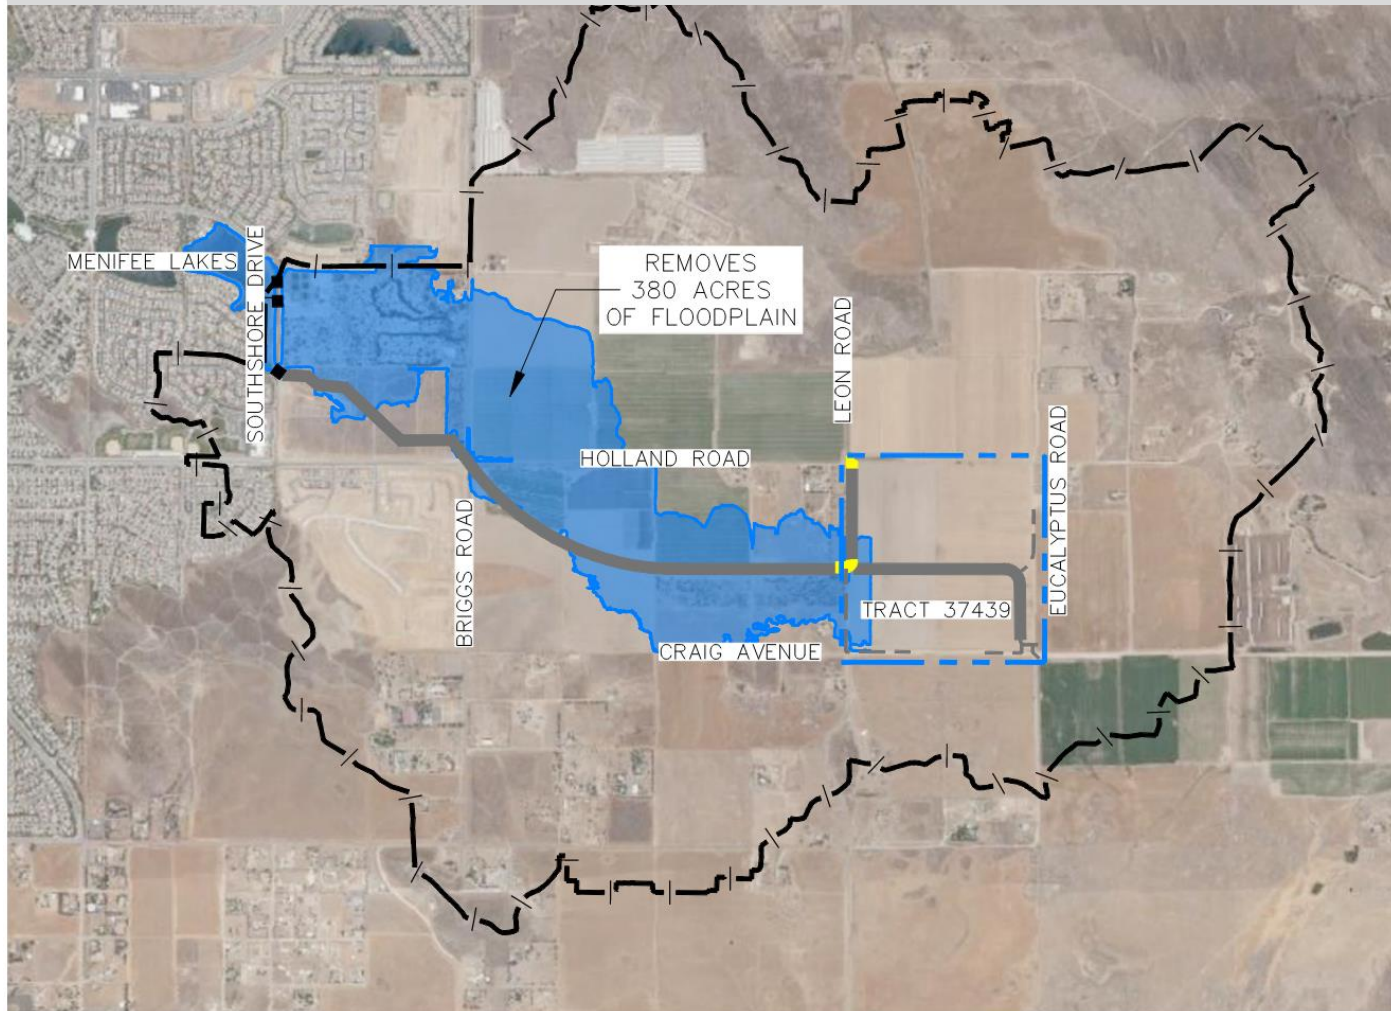 MENIFEE LAKES
SOUTHSHORE DRIVE
REMOVES
380 ACRES
OF FLOODPLAIN
LEON ROAD
HOLLAND ROAD
EUCALYPTUS ROAD
BRIGGS ROAD
TRACT 37439
CRAIG AVENUE